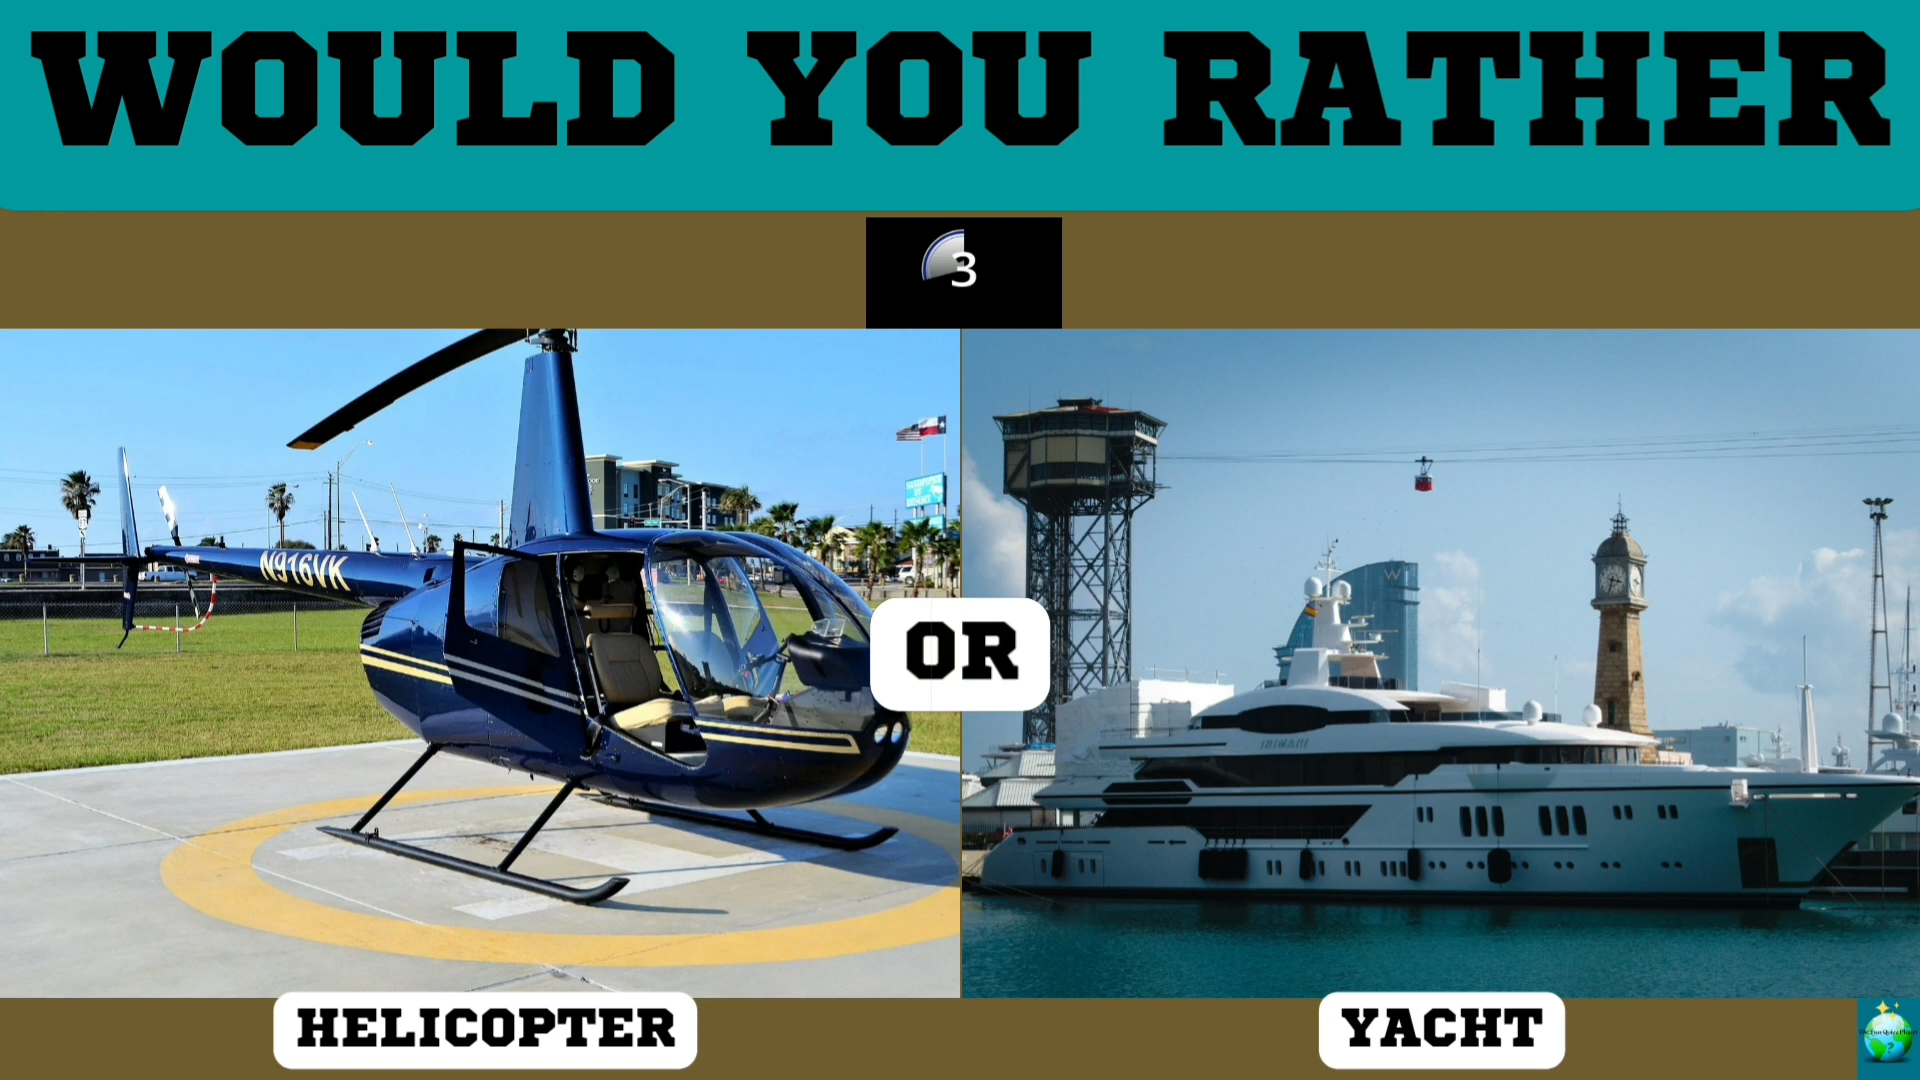 WOULD YOU RATHER
3
N916VK
W
OR
HELICOPTER
YACHT